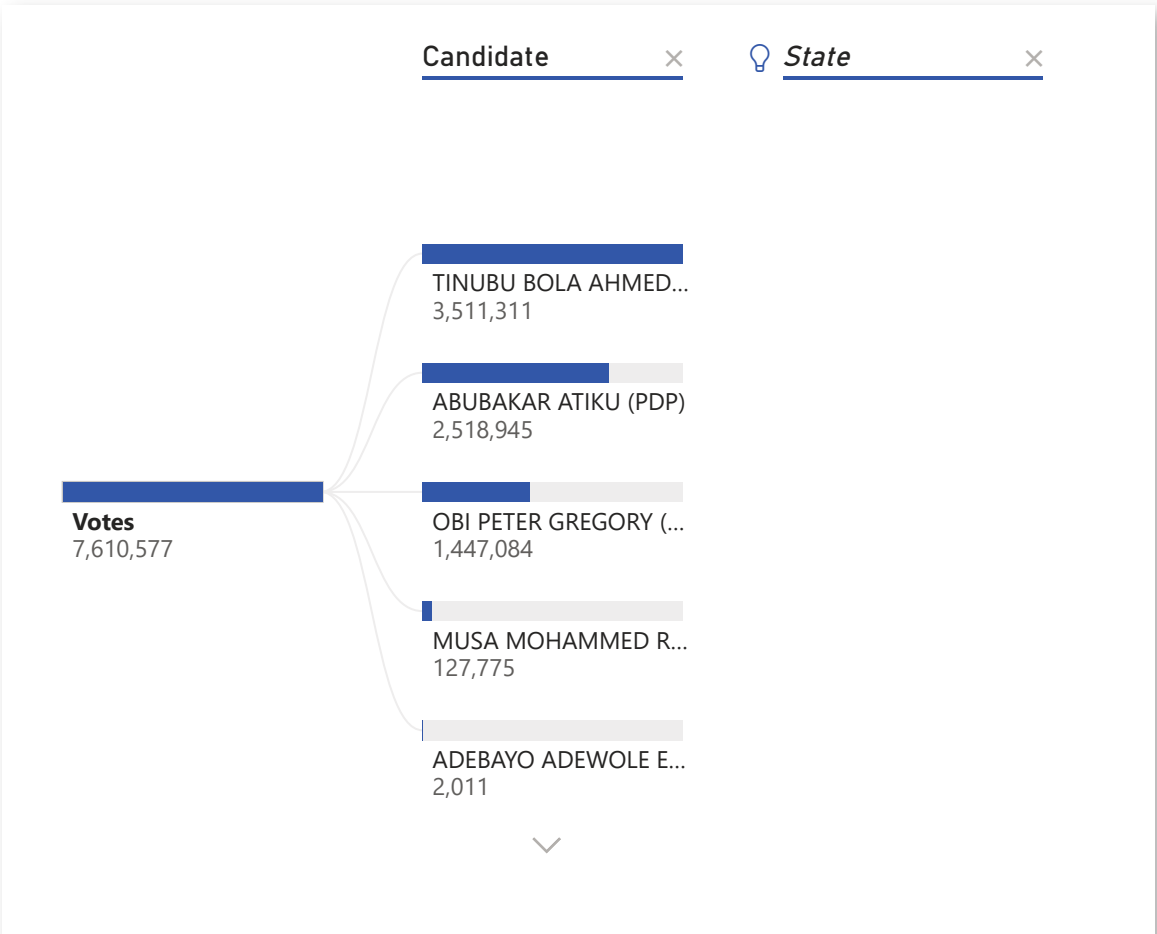 Candidate
State
TINUBU BOLA AHMED...
3,511,311
ABUBAKAR ATIKU (PDP)
2,518,945
Votes
7,610,577
OBI PETER GREGORY (...
1,447,084
MUSA MOHAMMED R...
127,775
ADEBAYO ADEWOLE E...
2,011